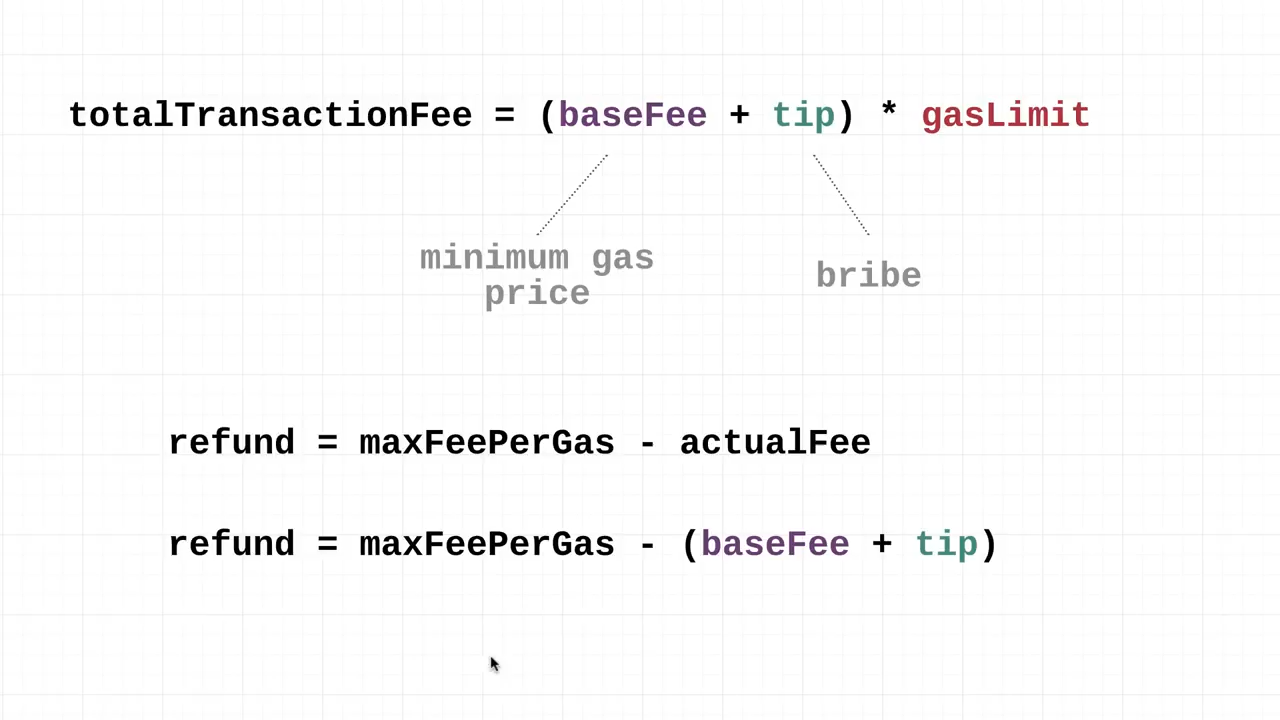 totalTransactionFee = (baseFee + tip) * gasLimit
minimum gas
price
bribe
refund = maxFeePerGas - actualFee
refund = maxFeePerGas - (baseFee + tip)